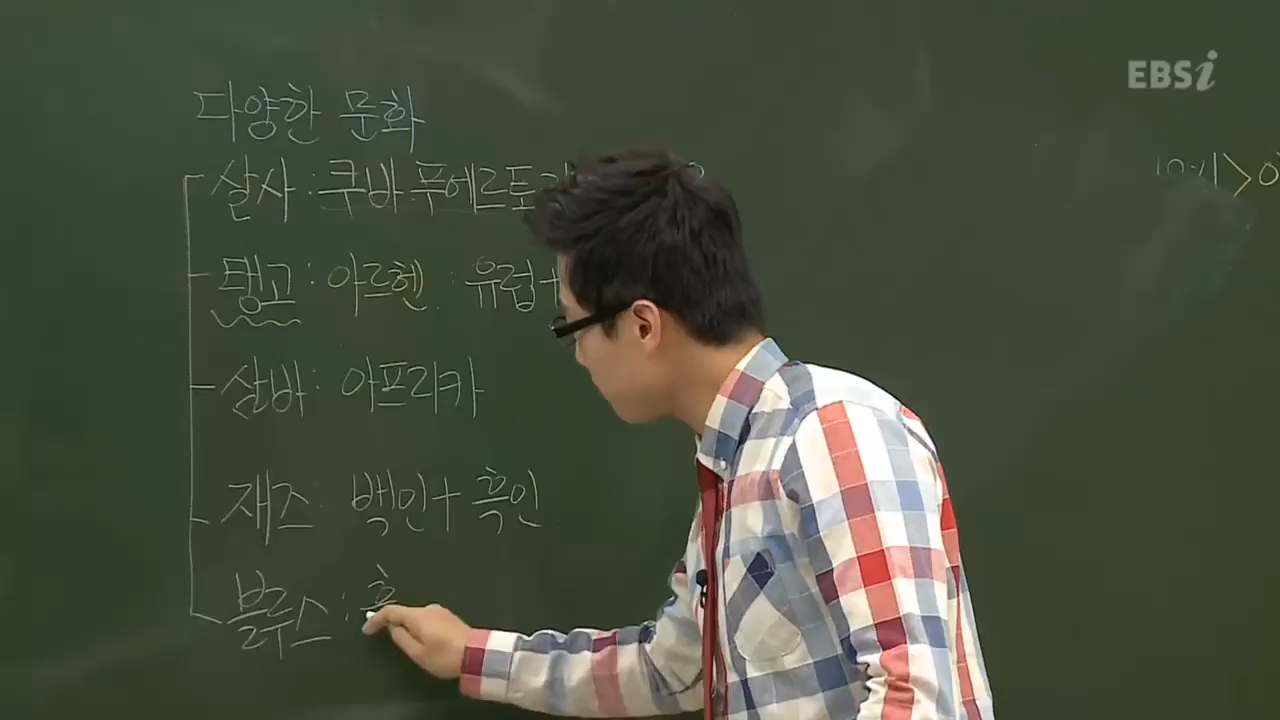 EBSi
다양한 문화
살사 : 쿠바 푸에르토
탱고 : 아르헨 : 유럽+
삼바 : 아프리카
재즈 : 백인 + 흑인
블루스 : 흐